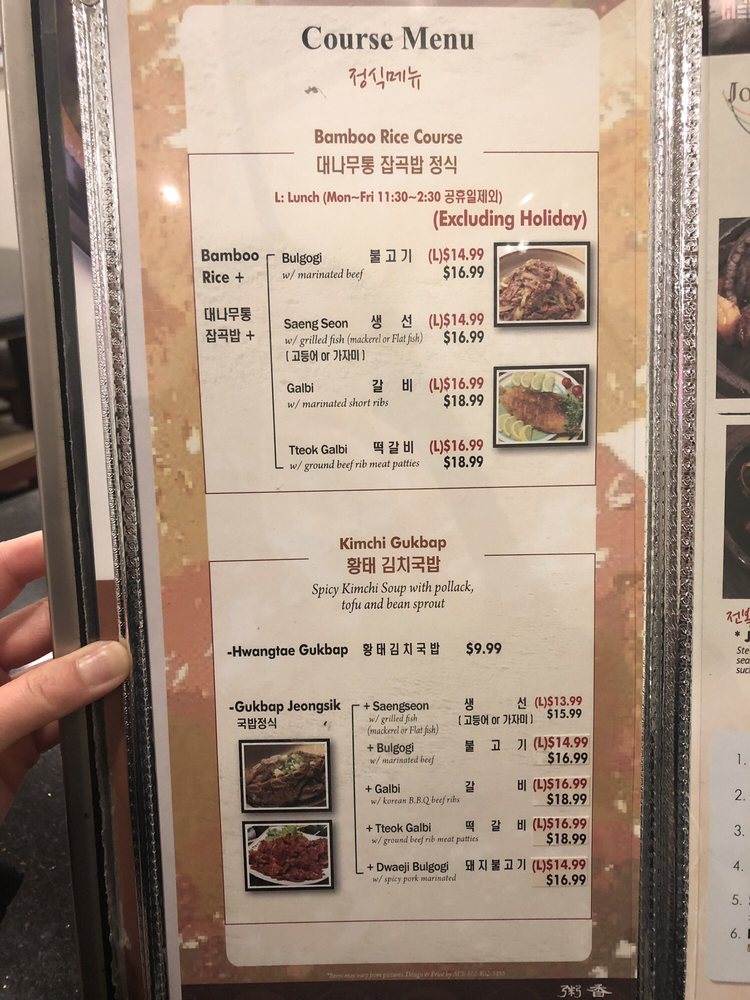 Course Menu
정식메뉴
Bamboo Rice Course
대나무통 잡곡밥 정식
L: Lunch (Mon~Fri 11:30~2:30 공휴일제외)
(Excluding Holiday)
Bamboo
Rice +
대나무통
잡곡밥 +
Bulgogi 불고기 (L)$14.99
w/ marinated beef $16.99
Saeng Seon 생 선 (L)$14.99
w/ grilled fish (mackerel or Flat fish) $16.99
(고등어 or 가자미)
Galbi 갈 비 (L)$16.99
w/ marinated short ribs $18.99
Tteok Galbi 떡갈비 (L)$16.99
w/ ground beef rib meat patties $18.99
Kimchi Gukbap
황태 김치국밥
Spicy Kimchi Soup with pollack,
tofu and bean sprout
-Hwangtae Gukbap 황태김치국밥 $9.99
-Gukbap Jeongsik
국밥정식
+ Saengseon 생 선 (L)$13.99
w/ grilled fish (고등어 or 가자미) $15.99
(mackerel or Flat fish)
+ Bulgogi 불 고 기 (L)$14.99
w/ marinated beef $16.99
+ Galbi 갈 비 (L)$16.99
w/ korean B.B.Q beef ribs $18.99
+ Tteok Galbi 떡 갈 비 (L)$16.99
w/ ground beef rib meat patties $18.99
+ Dwaeji Bulgogi 돼지불고기 (L)$14.99
w/ spicy pork marinated $16.99
*Items may vary from pictures.
粥香
Jo
* J
Ste
sea
suc
1.
2.
3.
4.
5.
6.